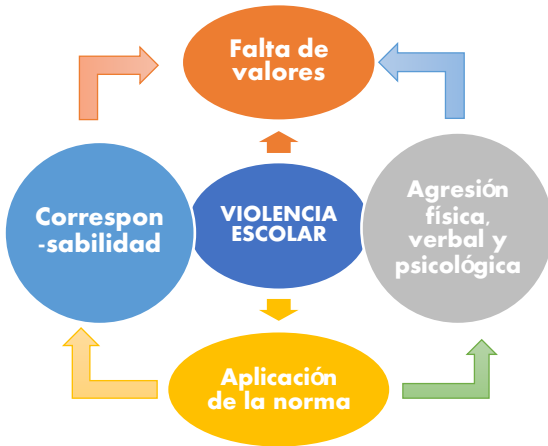 Falta de
valores
Correspon
-sabilidad
VIOLENCIA
ESCOLAR
Agresión
física,
verbal y
psicológica
Aplicación
de la norma